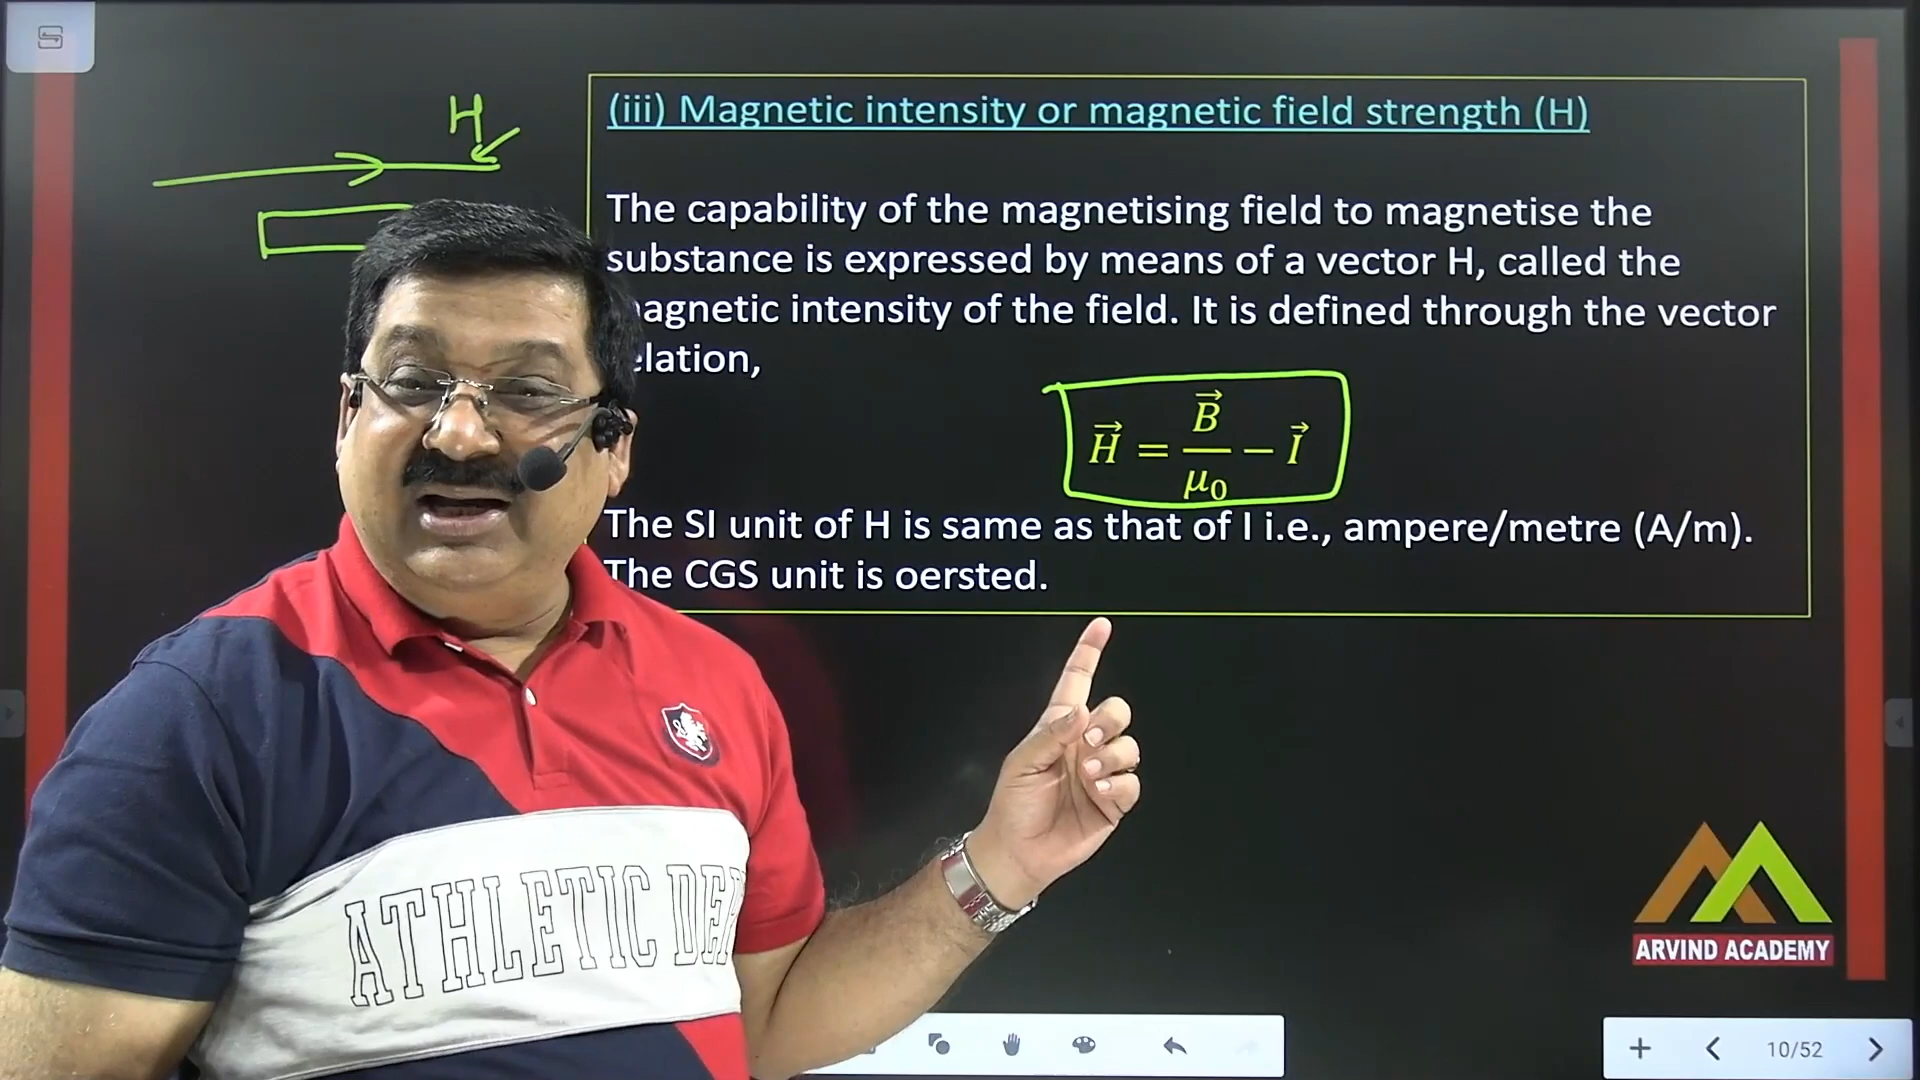 H
(iii) Magnetic intensity or magnetic field strength (H)
The capability of the magnetising field to magnetise the
substance is expressed by means of a vector H, called the
magnetic intensity of the field. It is defined through the vector
relation,
H⃗ = B⃗/μ₀ − I⃗
The SI unit of H is same as that of I i.e., ampere/metre (A/m).
The CGS unit is oersted.
ATHLETIC
ARVIND ACADEMY
10/52